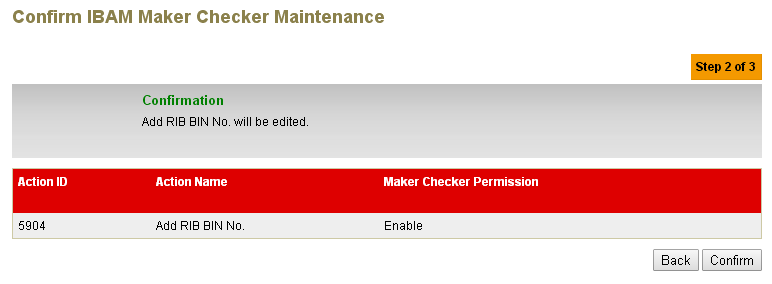 Confirm IBAM Maker Checker Maintenance
Step 2 of 3
Confirmation
Add RIB BIN No. will be edited.
Action ID Action Name Maker Checker Permission
5904 Add RIB BIN No. Enable
Back Confirm